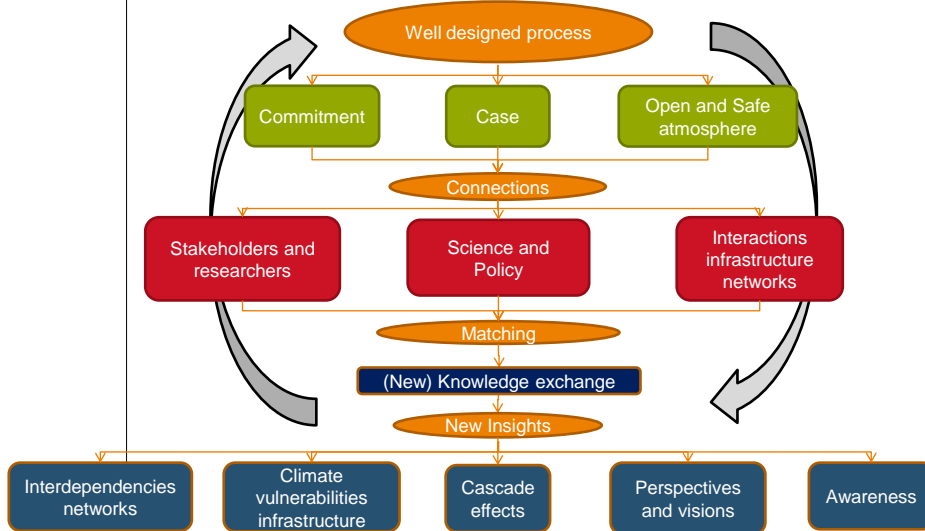 Well designed process
Commitment
Case
Open and Safe
atmosphere
Connections
Stakeholders and
researchers
Science and
Policy
Interactions
infrastructure
networks
Matching
(New) Knowledge exchange
New Insights
Interdependencies
networks
Climate
vulnerabilities
infrastructure
Cascade
effects
Perspectives
and visions
Awareness